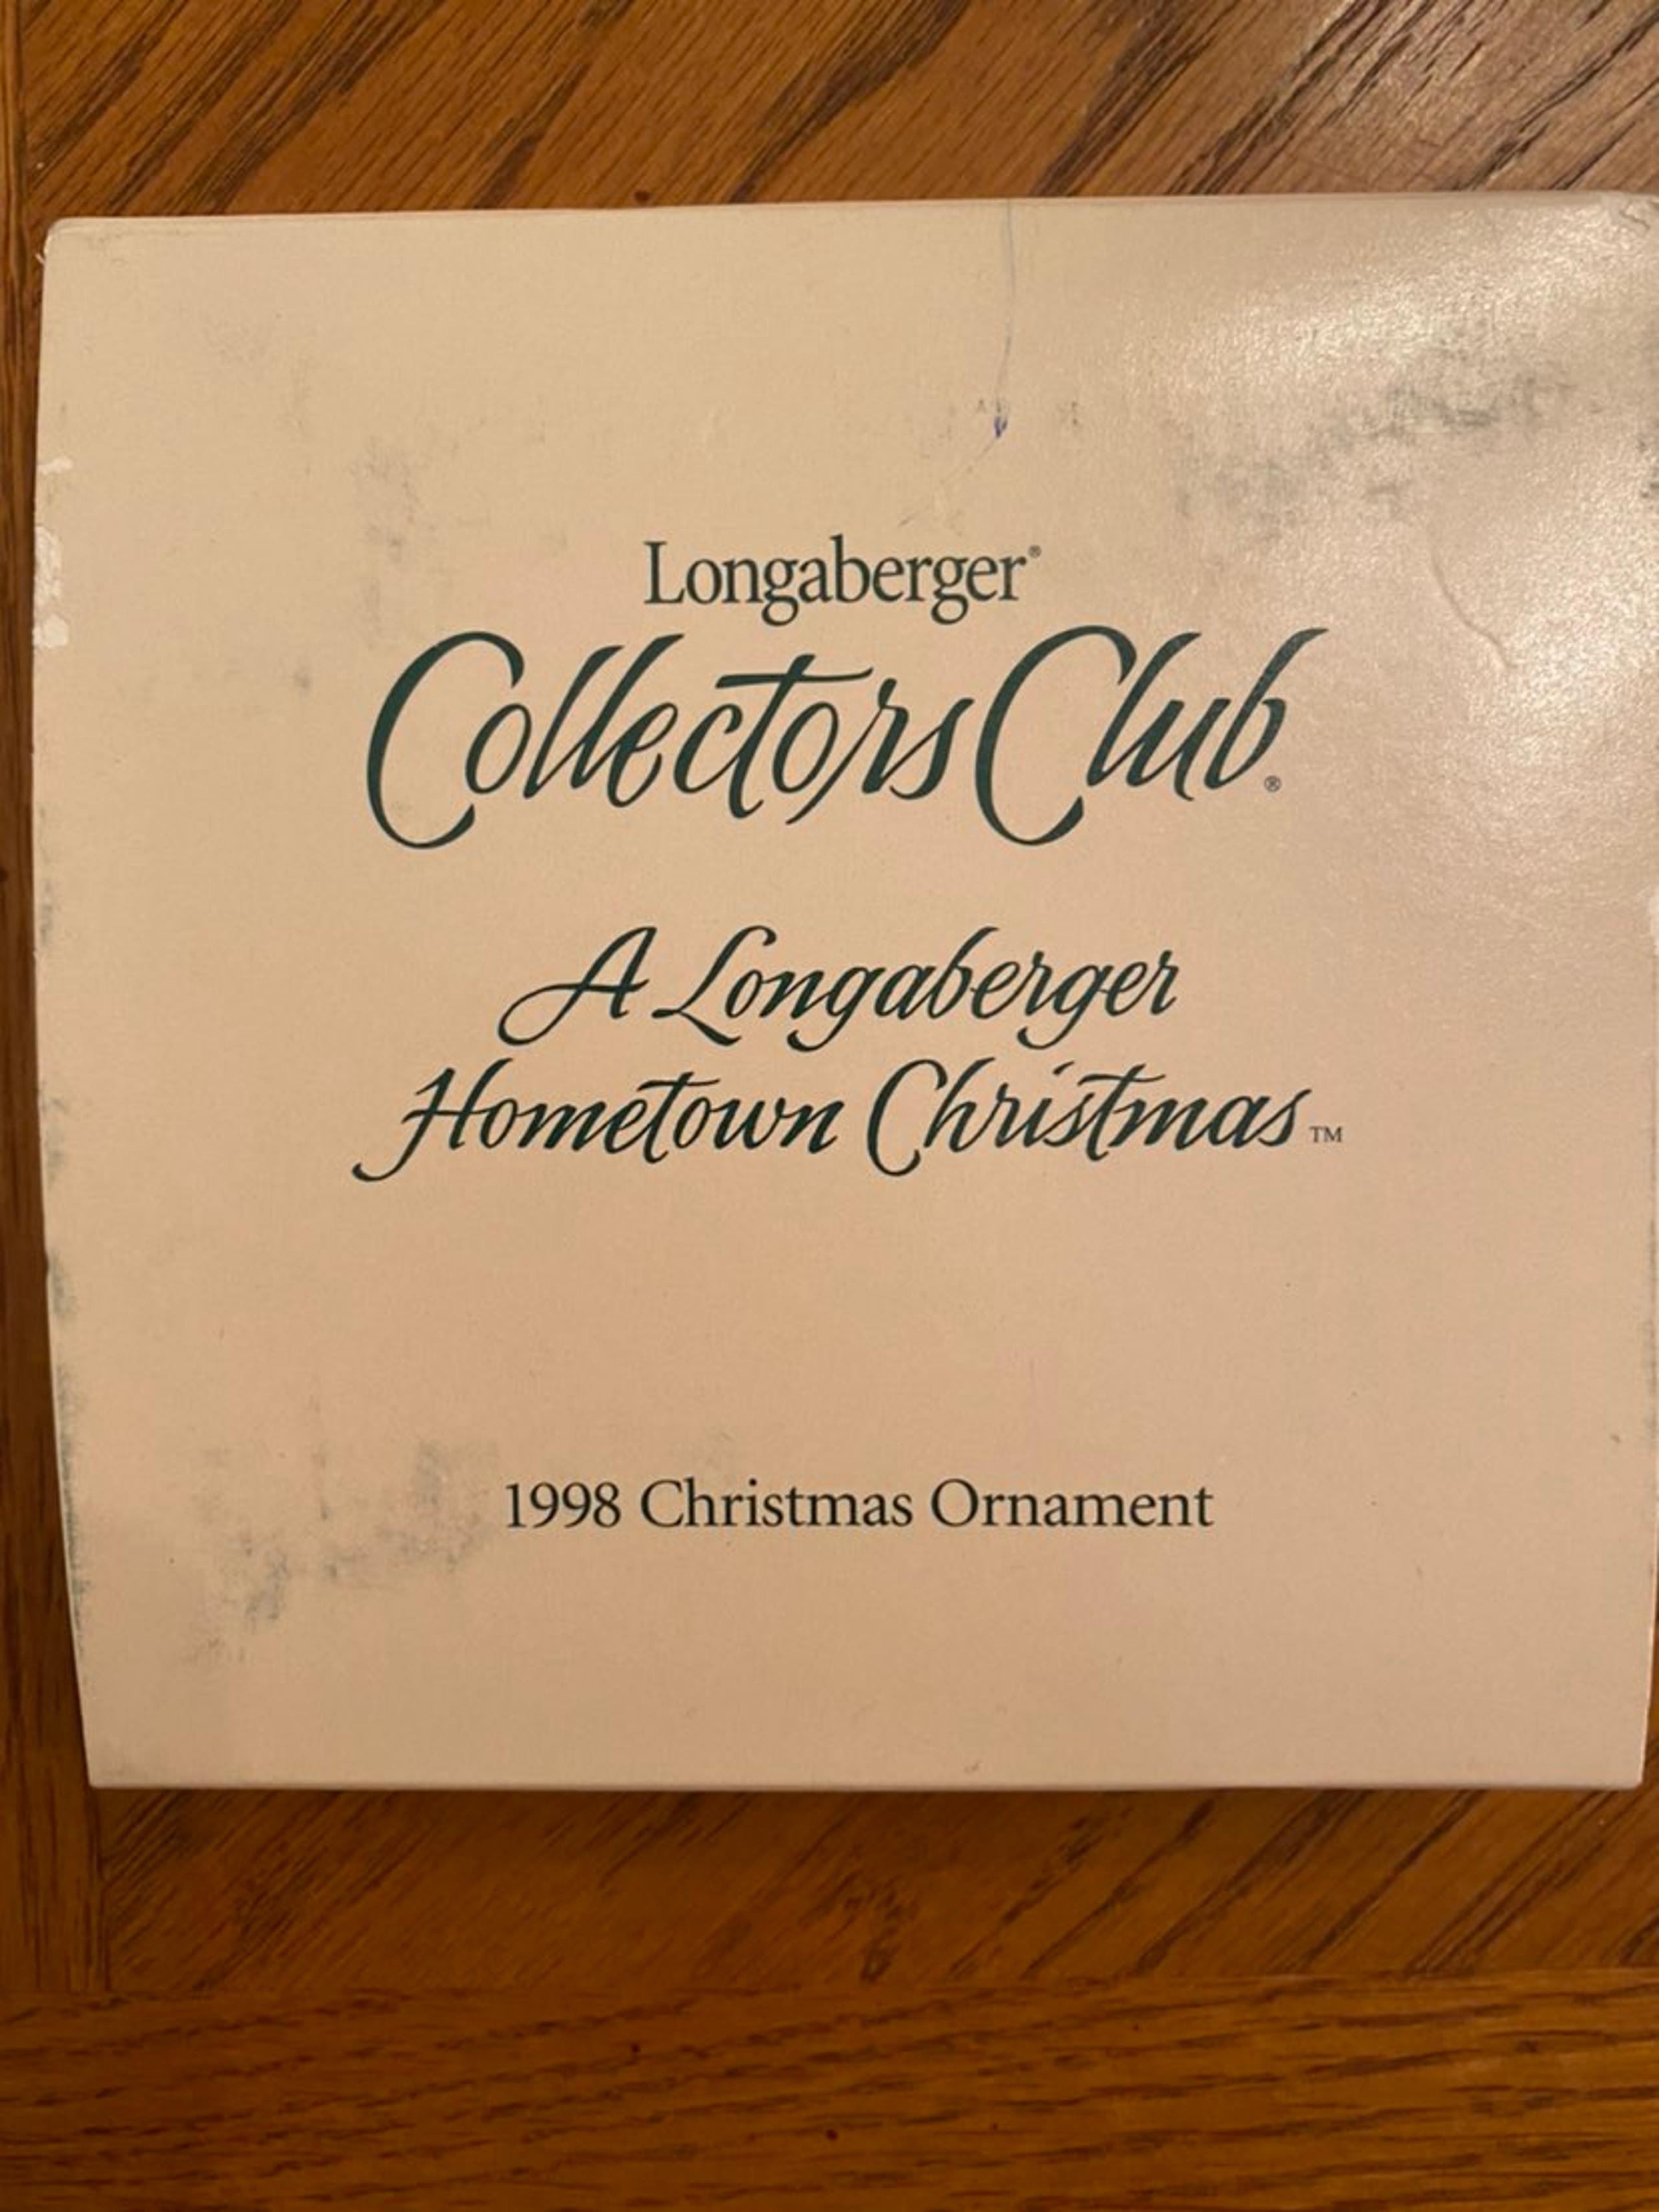 Longaberger®
Collectors Club®
A Longaberger
Hometown Christmas™
1998 Christmas Ornament